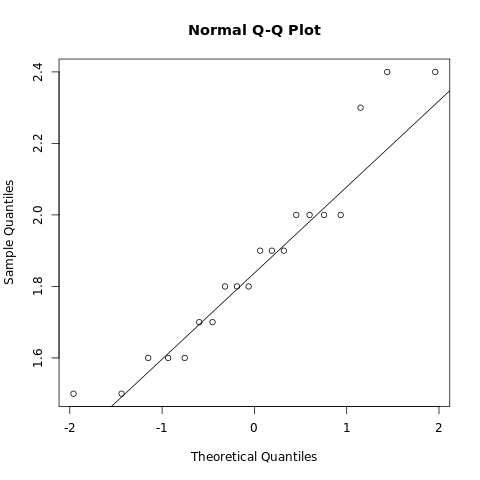 Normal Q-Q Plot
2.4
2.2
2.0
1.8
1.6
Sample Quantiles
-2 -1 0 1 2
Theoretical Quantiles